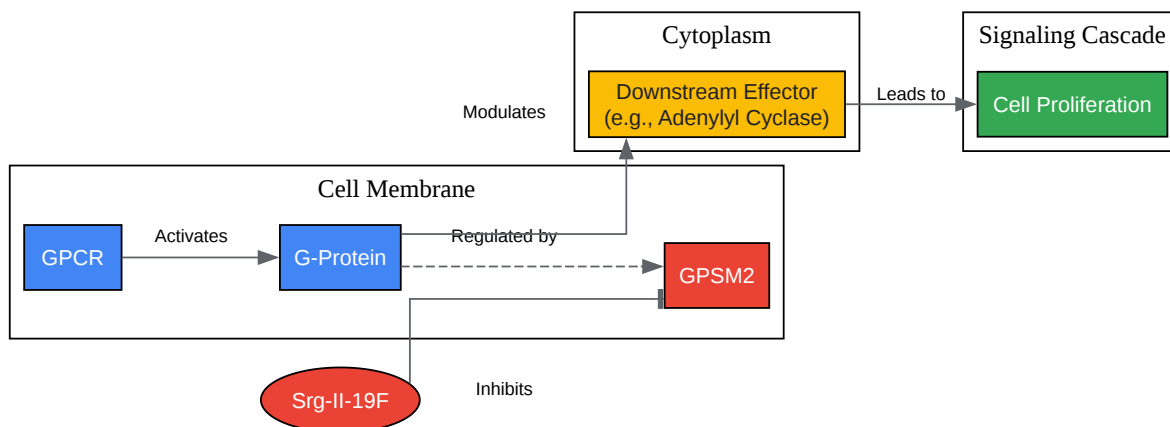 Cytoplasm
Signaling Cascade
Downstream Effector
(e.g., Adenylyl Cyclase)
Leads to
Cell Proliferation
Modulates
Cell Membrane
GPCR
Activates
G-Protein
Regulated by
GPSM2
Srg-II-19F
Inhibits